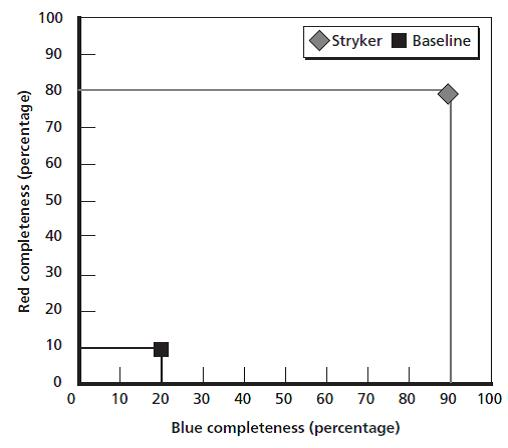 100
Stryker Baseline
90
80
70
60
50
40
30
20
10
0
Red completeness (percentage)
0 10 20 30 40 50 60 70 80 90 100
Blue completeness (percentage)